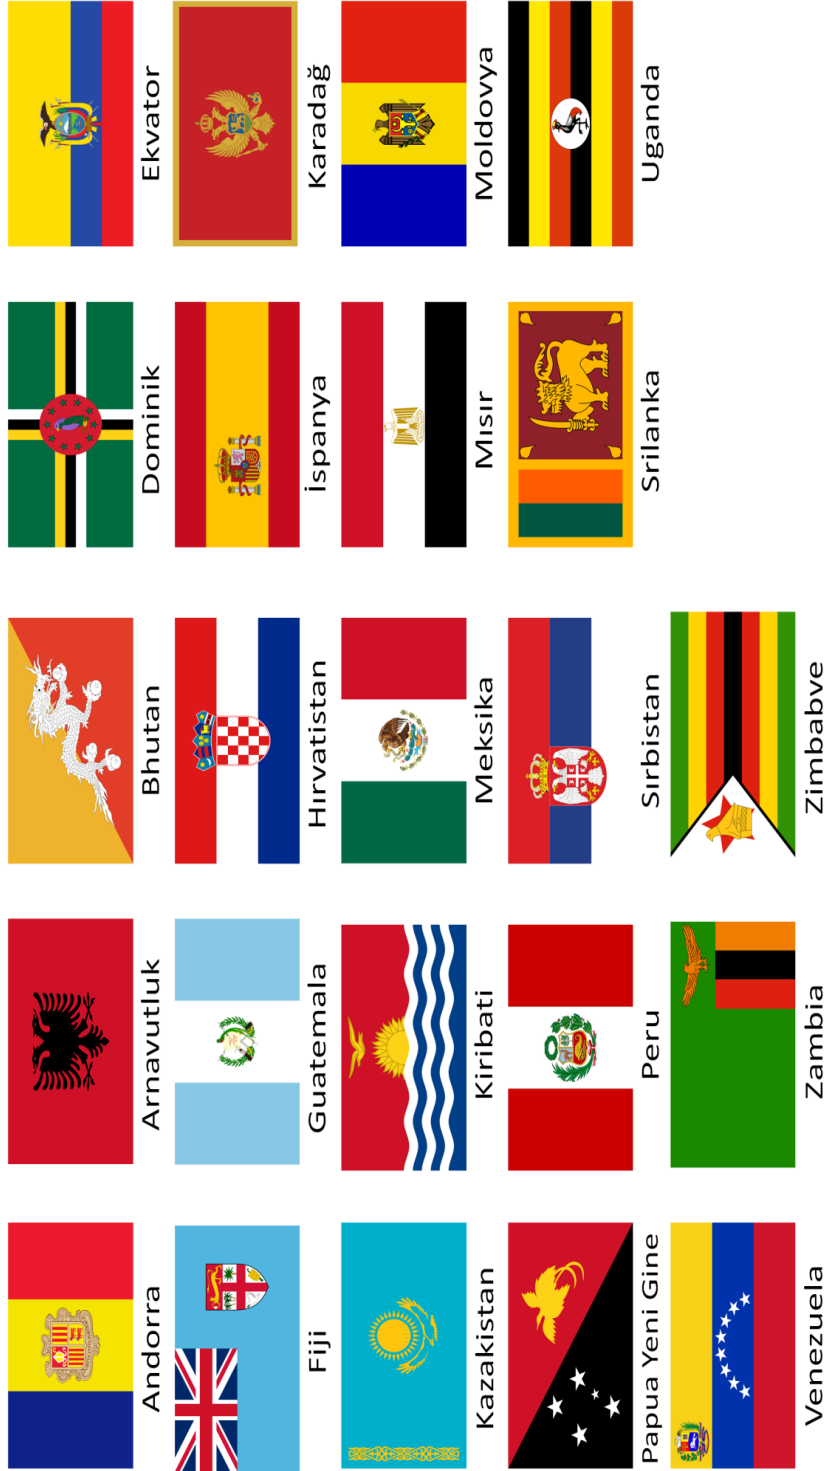 Andorra
Arnavutluk
Bhutan
Dominik
Ekvator
Fiji
Guatemala
Hırvatistan
İspanya
Karadağ
Kazakistan
Kiribati
Meksika
Mısır
Moldovya
Papua Yeni Gine
Peru
Sırbistan
Srilanka
Uganda
Venezuela
Zambia
Zimbabve